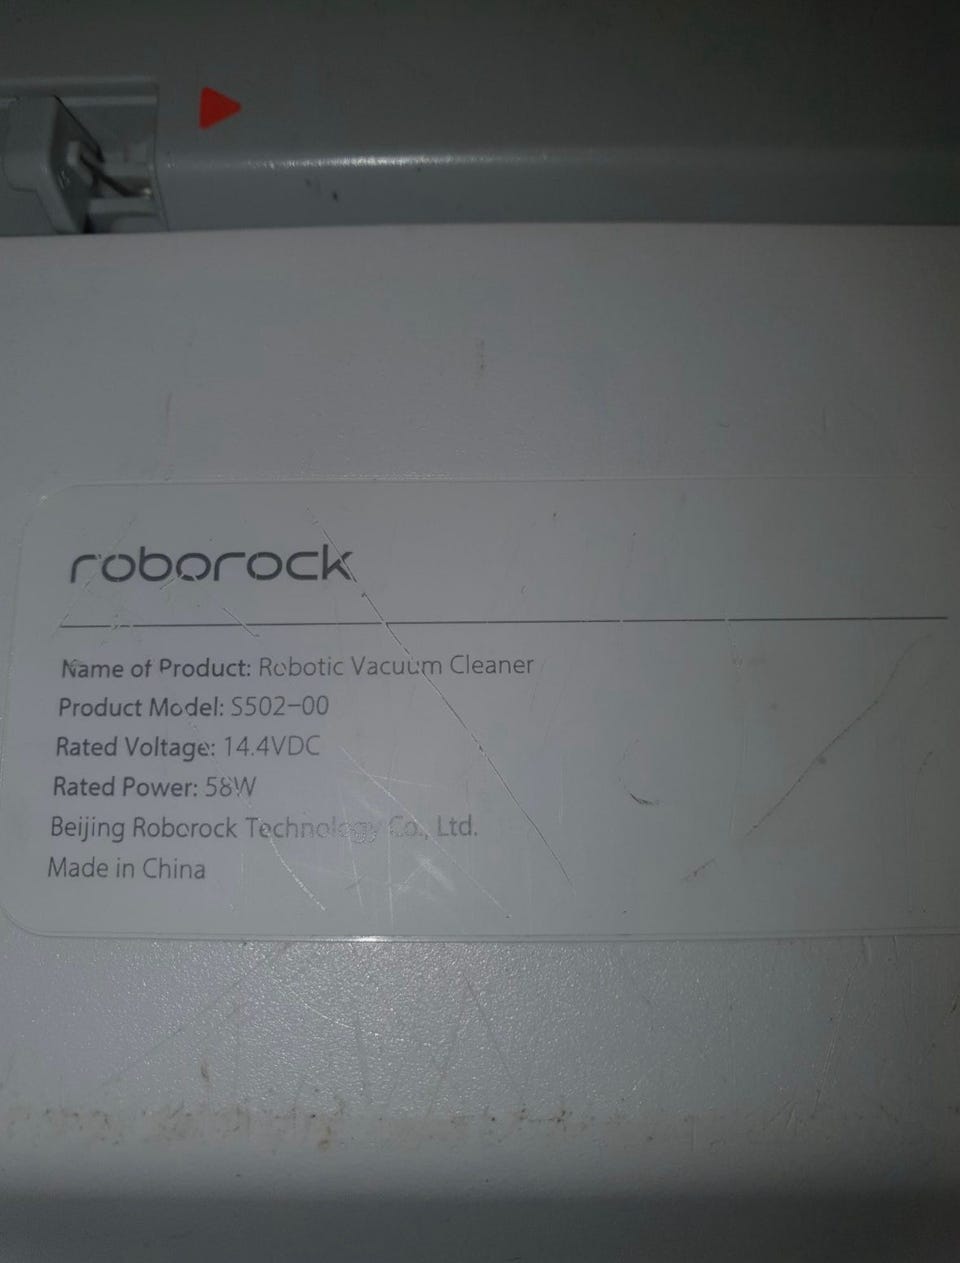 roborock
Name of Product: Robotic Vacuum Cleaner
Product Model: S502-00
Rated Voltage: 14.4VDC
Rated Power: 58W
Beijing Roborock Technology Co., Ltd.
Made in China